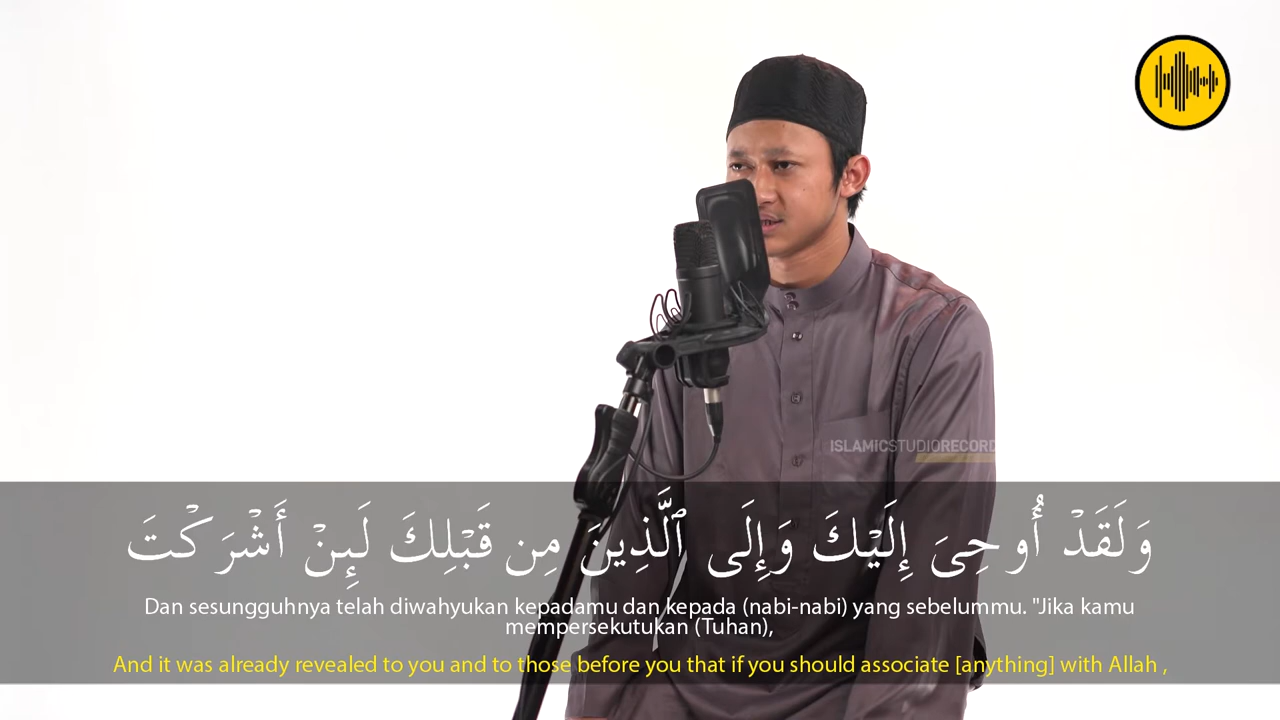 ISLAMICSTUDIORECORD
وَلَقَدْ أُوحِىَ إِلَيْكَ وَإِلَى ٱلَّذِينَ مِن قَبْلِكَ لَئِنْ أَشْرَكْتَ
Dan sesungguhnya telah diwahyukan kepadamu dan kepada (nabi-nabi) yang sebelummu. "Jika kamu
mempersekutukan (Tuhan),
And it was already revealed to you and to those before you that if you should associate [anything] with Allah ,